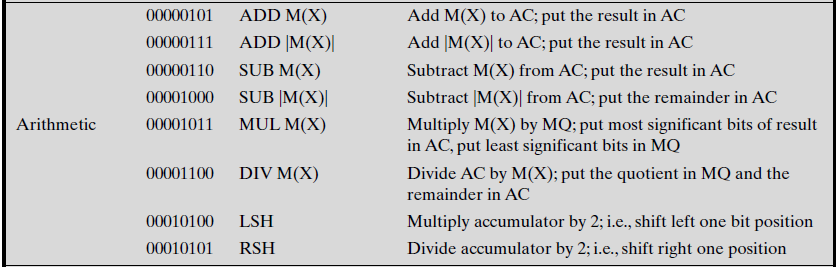 00000101 ADD M(X) Add M(X) to AC; put the result in AC
00000111 ADD |M(X)| Add |M(X)| to AC; put the result in AC
00000110 SUB M(X) Subtract M(X) from AC; put the result in AC
00001000 SUB |M(X)| Subtract |M(X)| from AC; put the remainder in AC
Arithmetic 00001011 MUL M(X) Multiply M(X) by MQ; put most significant bits of result
in AC, put least significant bits in MQ
00001100 DIV M(X) Divide AC by M(X); put the quotient in MQ and the
remainder in AC
00010100 LSH Multiply accumulator by 2; i.e., shift left one bit position
00010101 RSH Divide accumulator by 2; i.e., shift right one position